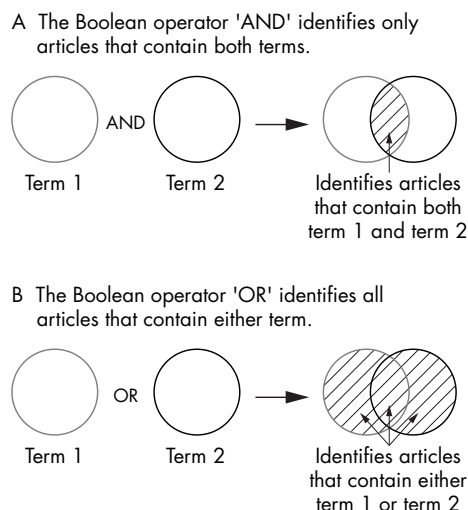 A The Boolean operator 'AND' identifies only
articles that contain both terms.
AND
Term 1
Term 2
Identifies articles
that contain both
term 1 and term 2
B The Boolean operator 'OR' identifies all
articles that contain either term.
OR
Term 1
Term 2
Identifies articles
that contain either
term 1 or term 2